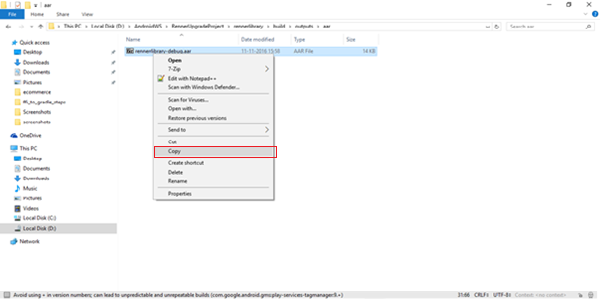 File Home Share View
This PC > Local Disk (D:) > AndroidWS > RennerUpgradeProject > rennerlibrary > build > outputs > aar
Name Date modified Type Size
rennerlibrary-debug.aar 11-11-2016 15:18 AAR File 14 KB
Quick access
Desktop
Downloads
Documents
Pictures
ecommerce
Screenshots
screenshots
OneDrive
This PC
Desktop
Documents
Downloads
Music
Pictures
Videos
Local Disk (C:)
Local Disk (D:)
Network
Open
7-Zip
Edit with Notepad++
Scan with Windows Defender...
Scan for Viruses...
Open with...
Restore previous versions
Send to
Cut
Copy
Create shortcut
Delete
Rename
Properties
Avoid using + in version numbers; can lead to unpredictable and unrepeatable builds (com.google.android.gms:play-services-tagmanager:9.+)
31:66 CRLF÷ UTF-8÷ Context: <no context>